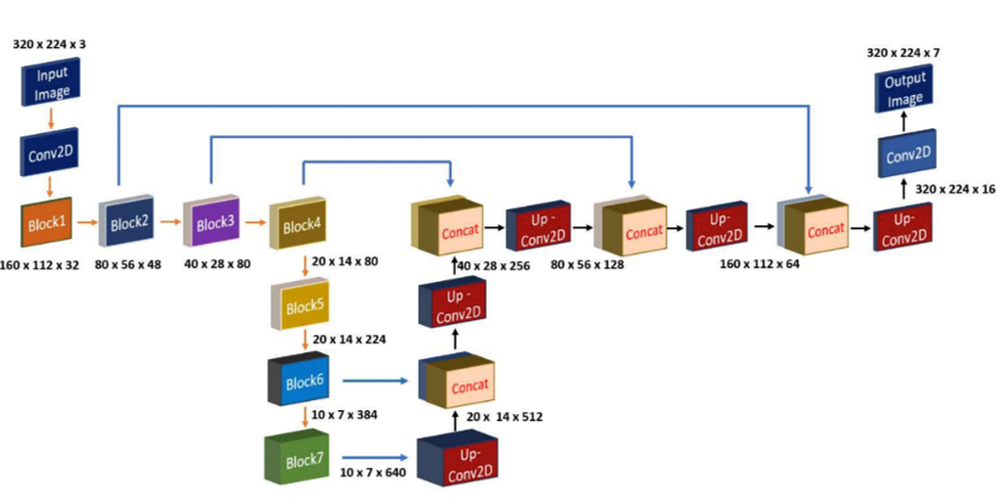 320 x 224 x 3
Input
Image
Conv2D
Block1
160 x 112 x 32
Block2
80 x 56 x 48
Block3
40 x 28 x 80
Block4
20 x 14 x 80
Block5
20 x 14 x 224
Block6
10 x 7 x 384
Block7
10 x 7 x 640
Up-
Conv2D
20 x 14 x 512
Concat
Up -
Conv2D
40 x 28 x 256
Concat
Up -
Conv2D
80 x 56 x 128
Concat
Up-
Conv2D
160 x 112 x 64
Concat
Up-
Conv2D
320 x 224 x 16
Conv2D
Output
Image
320 x 224 x 7